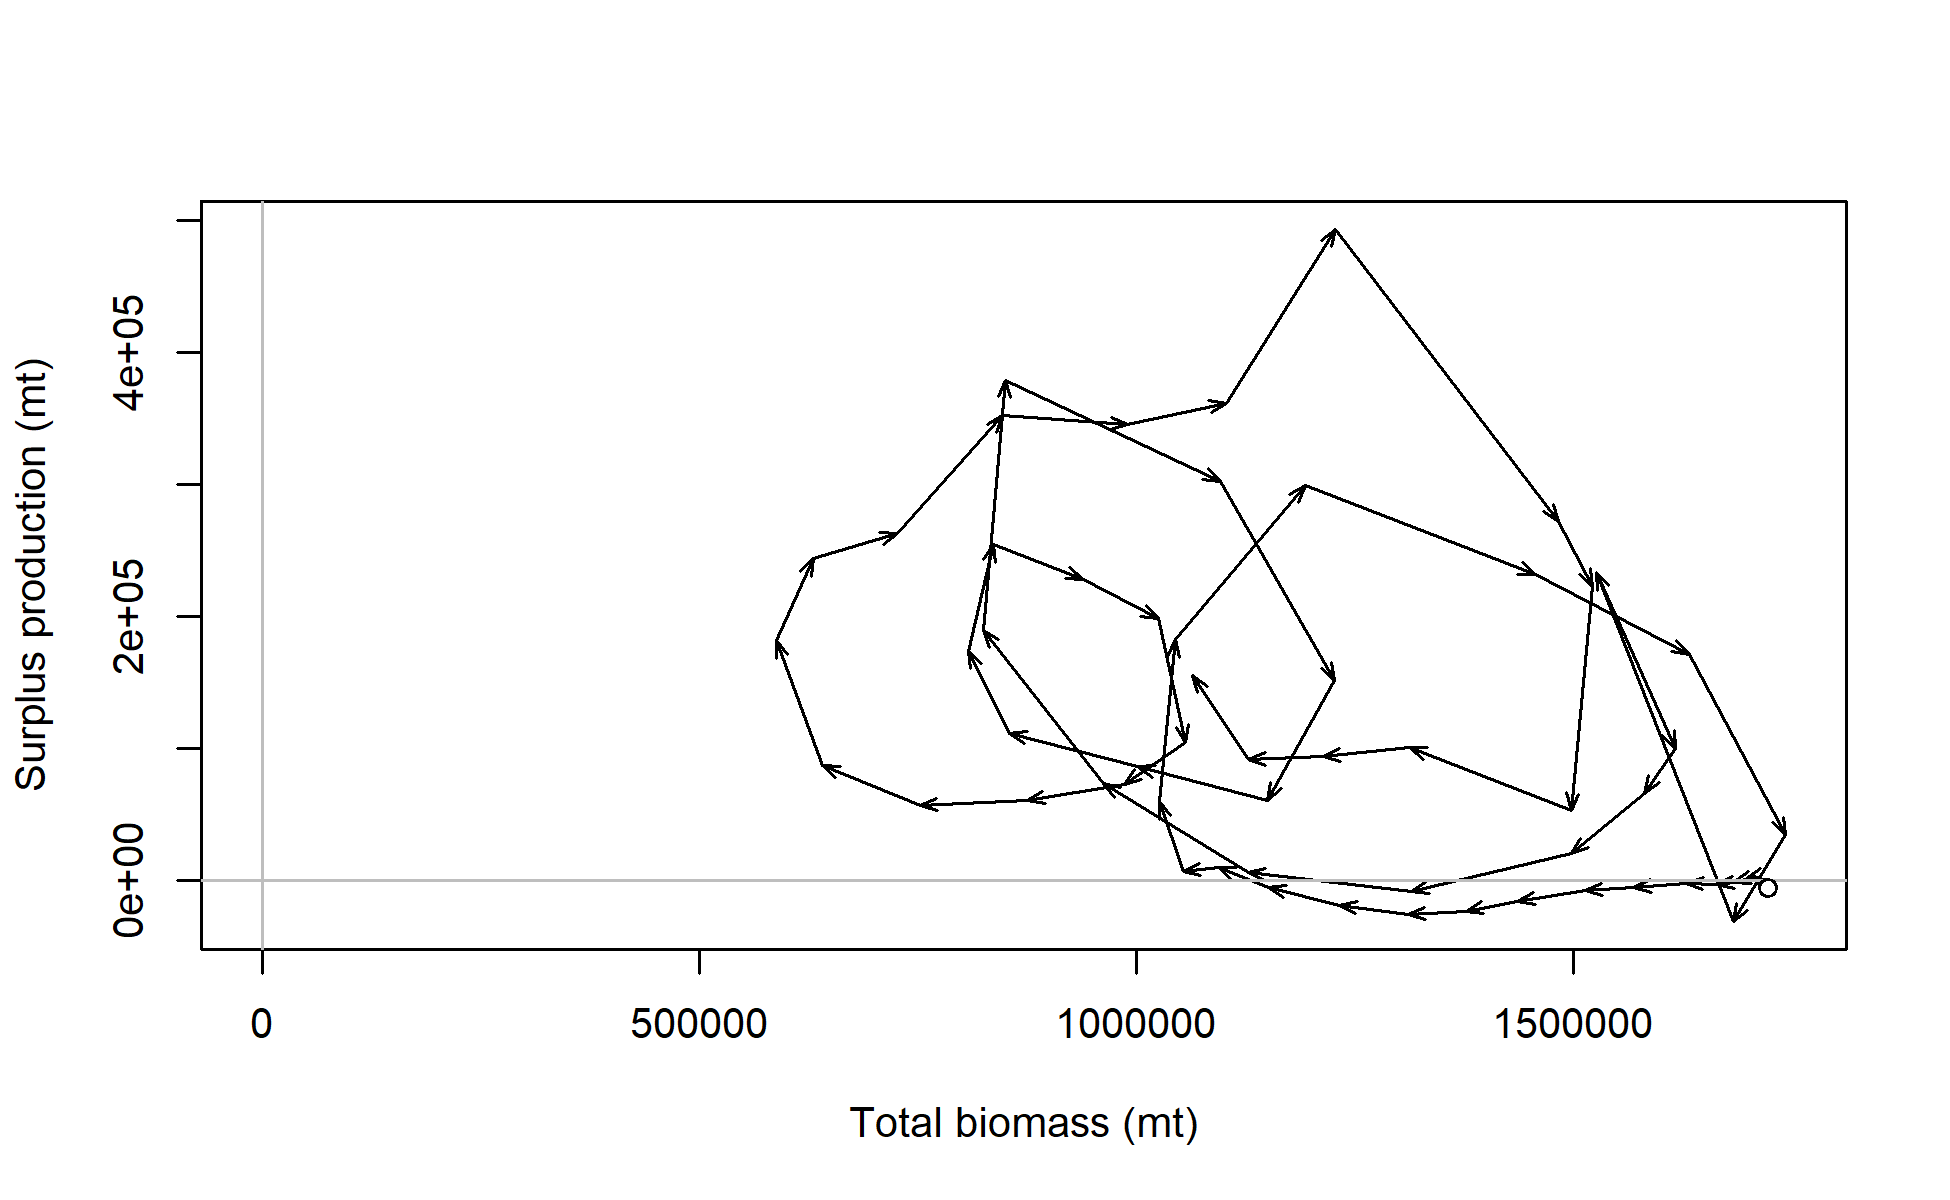 Surplus production (mt)
4e+05
2e+05
0e+00
0
500000
1000000
1500000
Total biomass (mt)